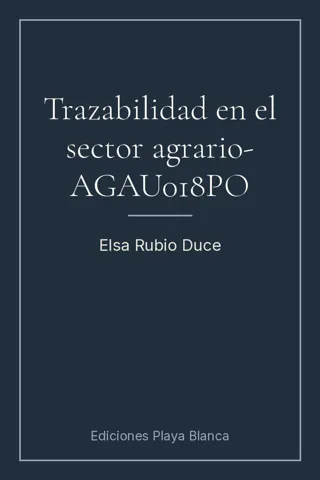 Trazabilidad en el
sector agrario-
AGAU018PO
Elsa Rubio Duce
Ediciones Playa Blanca